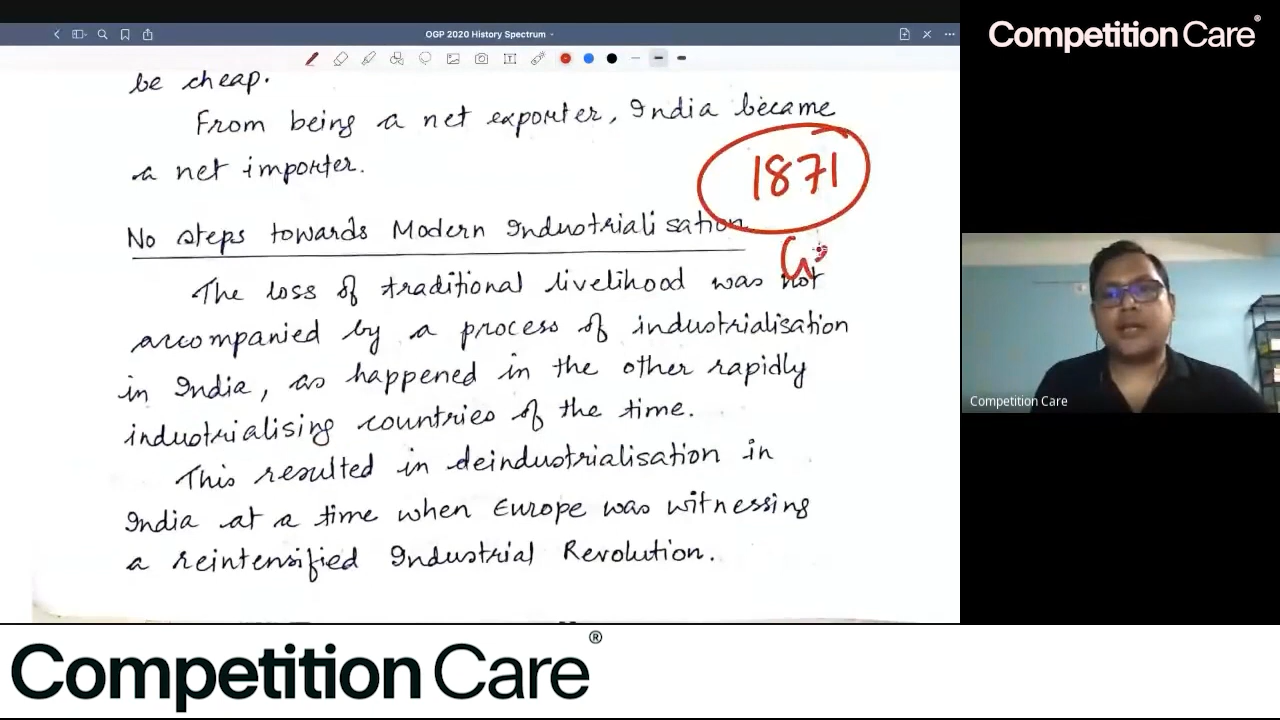 OGP 2020 History Spectrum
Competition Care®
be cheap.
From being a net exporter, India became
a net importer.
1871
No steps towards Modern Industrialisation
The loss of traditional livelihood was not
accompanied by a process of industrialisation
in India, as happened in the other rapidly
industrialising countries of the time.
This resulted in deindustrialisation in
India at a time when Europe was witnessing
a reintensified Industrial Revolution.
Competition Care
Competition Care®